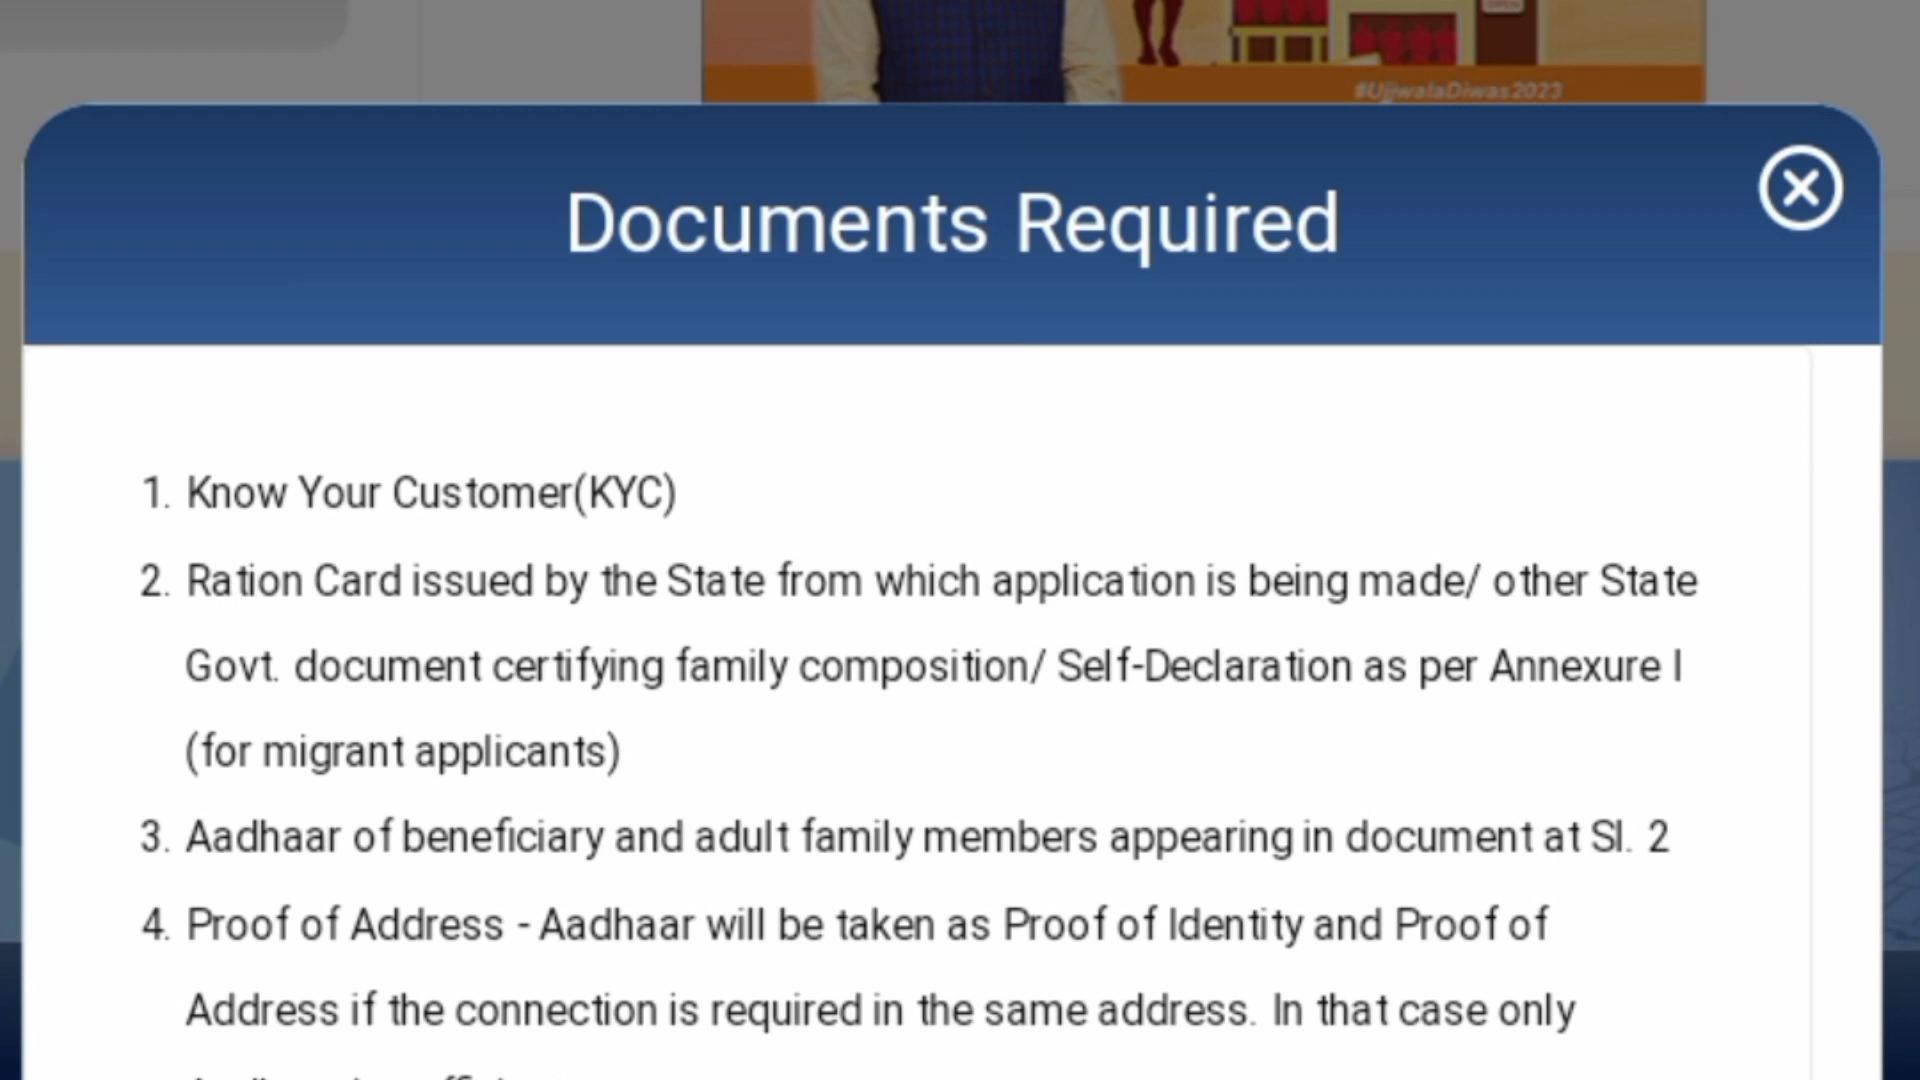 OPEN
#UjjwalaDiwas2023
Documents Required
1. Know Your Customer(KYC)
2. Ration Card issued by the State from which application is being made/ other State
Govt. document certifying family composition/ Self-Declaration as per Annexure I
(for migrant applicants)
3. Aadhaar of beneficiary and adult family members appearing in document at Sl. 2
4. Proof of Address - Aadhaar will be taken as Proof of Identity and Proof of
Address if the connection is required in the same address. In that case only